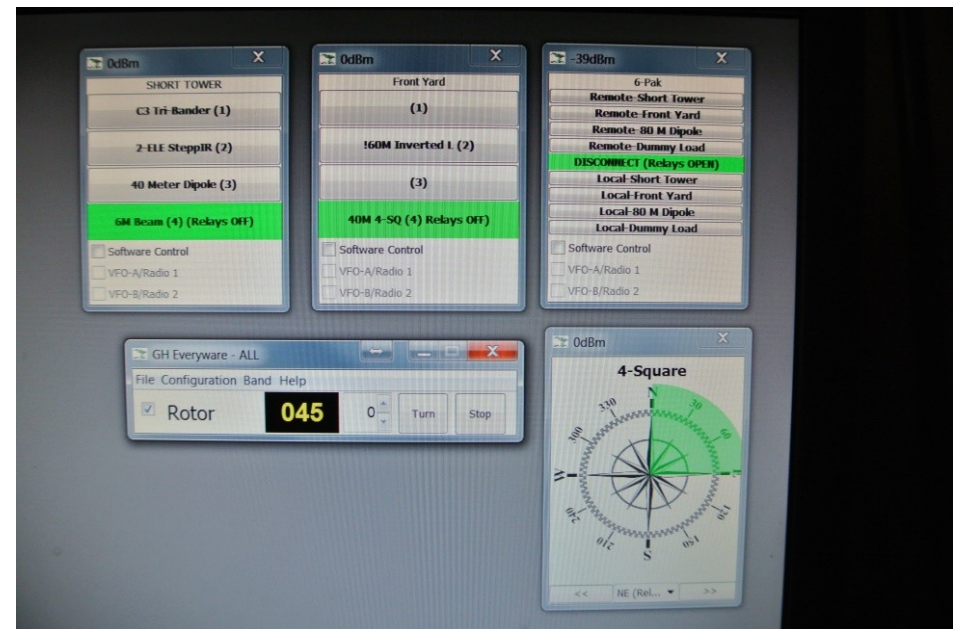 0dBm X
SHORT TOWER
C3 Tri-Bander (1)
2-ELE SteppIR (2)
40 Meter Dipole (3)
6M Beam (4) (Relays OFF)
Software Control
VFO-A/Radio 1
VFO-B/Radio 2
0dBm X
Front Yard
(1)
!60M Inverted L (2)
(3)
40M 4-SQ (4) Relays OFF)
Software Control
VFO-A/Radio 1
VFO-B/Radio 2
-39dBm X
6-Pak
Remote-Short Tower
Remote-Front Yard
Remote-80 M Dipole
Remote-Dummy Load
DISCONNECT (Relays OPEN)
Local-Short Tower
Local-Front Yard
Local-80 M Dipole
Local-Dummy Load
Software Control
VFO-A/Radio 1
VFO-B/Radio 2
GH Everyware - ALL X
File Configuration Band Help
Rotor 045 0 Turn Stop
0dBm X
4-Square
N
330 30
300 60
W E
240 120
210 150
S
<< NE (Rel... >>